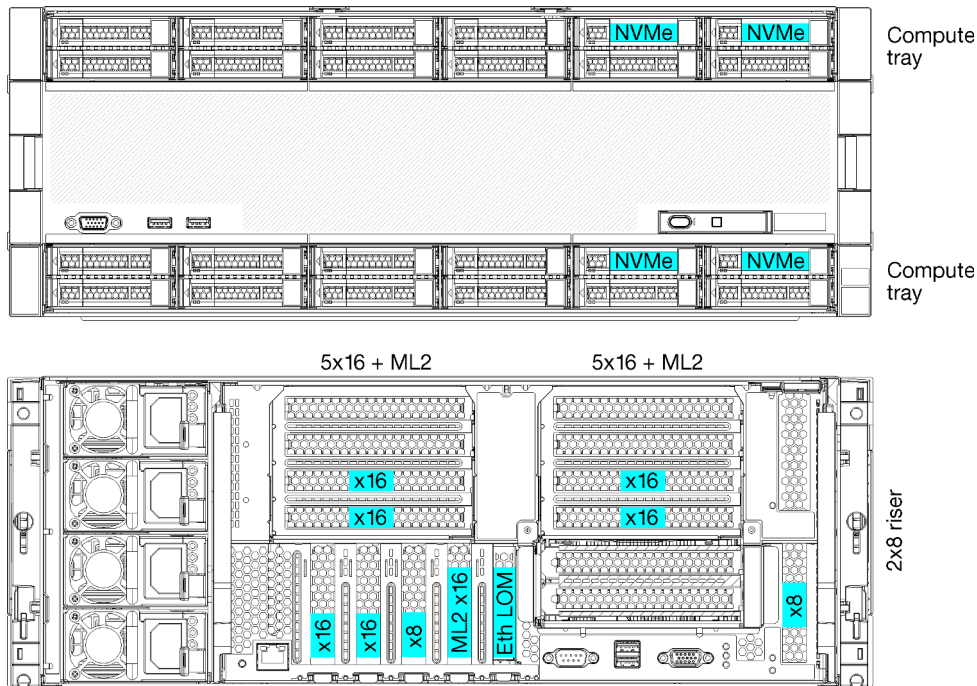 NVMe NVMe
Compute
tray
NVMe NVMe
Compute
tray
5x16 + ML2 5x16 + ML2
x16 x16
x16 x16
x16 x16 x8 ML2 x16 Eth LOM x8
2x8 riser